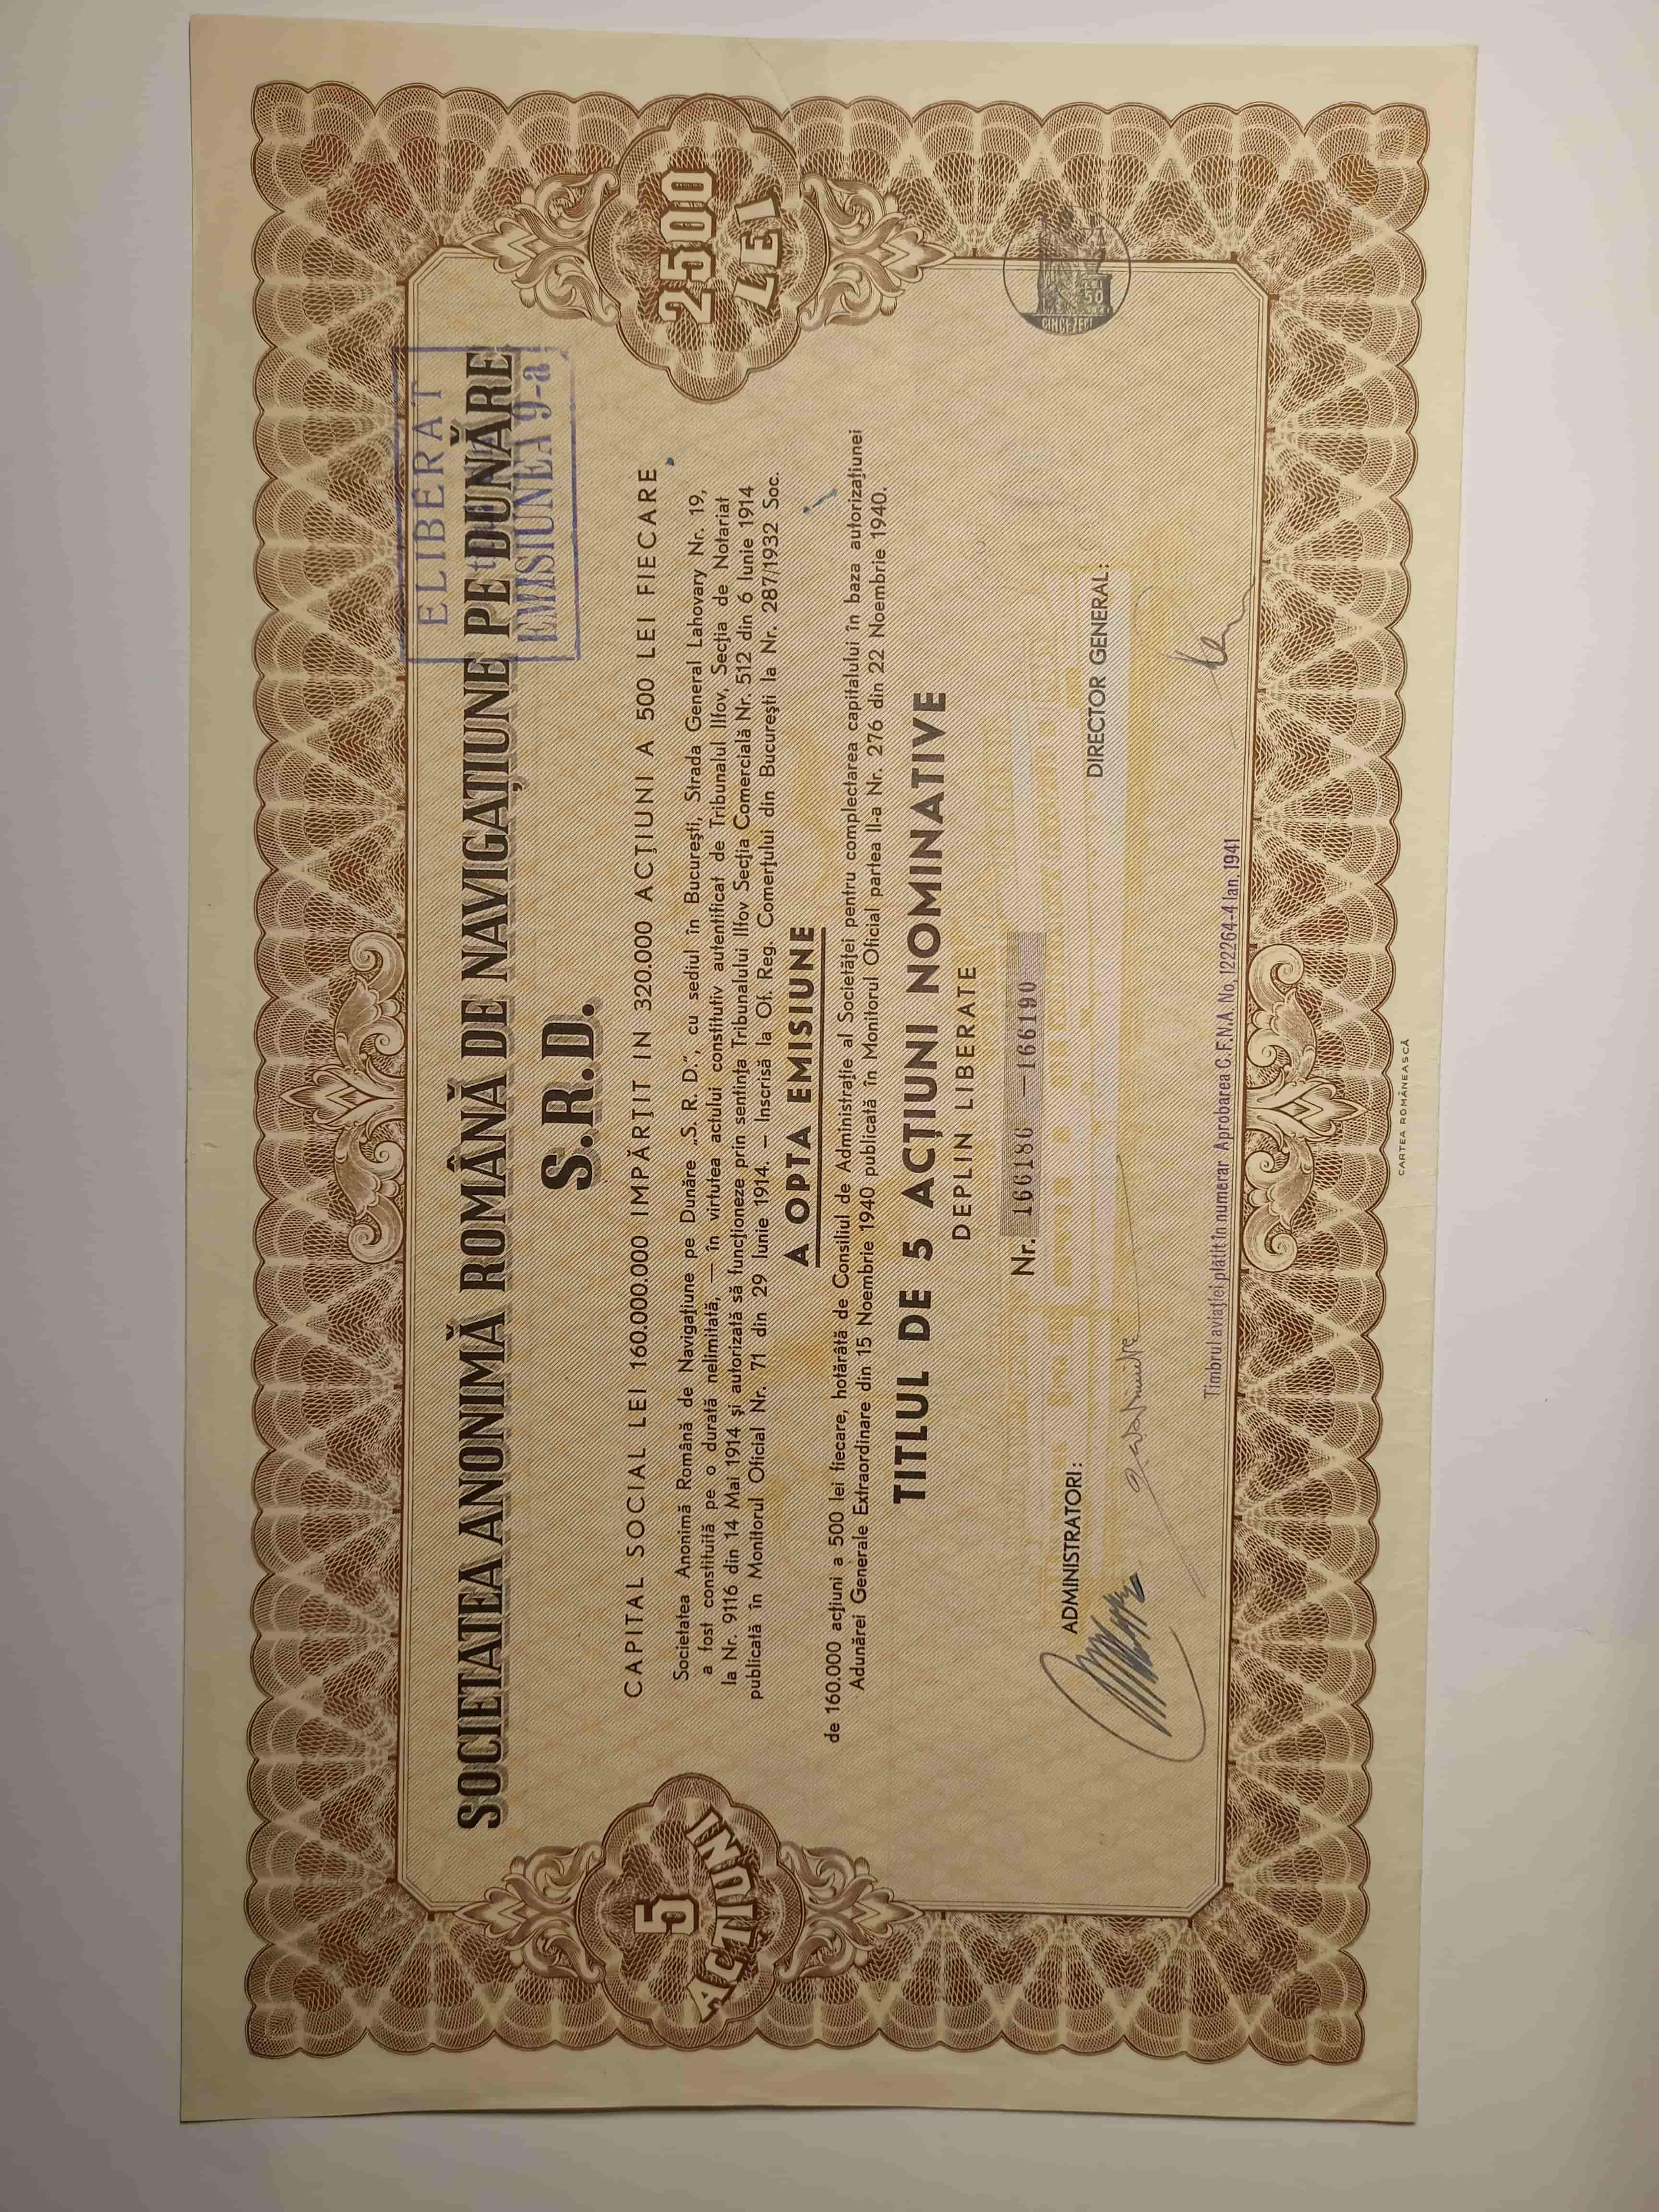 ELIBERAT
EMISIUNEA 9-a
SOCIETATEA ANONIMĂ ROMÂNĂ DE NAVIGAȚIUNE PE DUNĂRE
S.R.D.
5
ACȚIUNI
2500
LEI
CAPITAL SOCIAL LEI 160.000.000 IMPĂRȚIT IN 320.000 ACȚIUNI A 500 LEI FIECARE
Societatea Anonimă Română de Navigațiune pe Dunăre „S. R. D.”, cu sediul în București, Strada General Lahovary Nr. 19,
a fost constituită pe o durată nelimitată, — în virtutea actului constitutiv autentificat de Tribunalul Ilfov, Secția de Notariat
la Nr. 9116 din 14 Mai 1914 și autorizată să funcționeze prin sentința Tribunalului Ilfov Secția Comercială Nr. 512 din 6 Iunie 1914
publicată în Monitorul Oficial Nr. 71 din 29 Iunie 1914. — Inscrisă la Of. Reg. Comerțului din București la Nr. 287/1932 Soc.
A OPTA EMISIUNE
de 160.000 acțiuni a 500 lei fiecare, hotărâtă de Consiliul de Administrație al Societăței pentru complectarea capitalului în baza autorizațiunei
Adunărei Generale Extraordinare din 15 Noembrie 1940 publicată în Monitorul Oficial partea II-a Nr. 276 din 22 Noembrie 1940.
TITLUL DE 5 ACȚIUNI NOMINATIVE
DEPLIN LIBERATE
Nr. 166186 —166190
ADMINISTRATORI:
DIRECTOR GENERAL:
50
CINCIZECI
Timbrul aviației plătit în numerar Aprobarea C.F.N.A. No. 122264-4 Ian. 1941
CARTEA ROMÂNEASCĂ